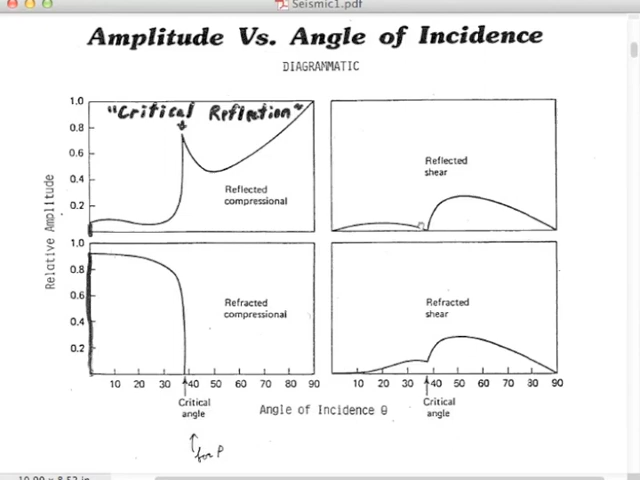 Seismic1.pdf
Amplitude Vs. Angle of Incidence
DIAGRAMMATIC
"Critical Reflection"
Relative Amplitude
1.0
0.8
0.6
0.4
0.2
Reflected
compressional
Reflected
shear
1.0
0.8
0.6
0.4
0.2
Refracted
compressional
Refracted
shear
10 20 30 40 50 60 70 80 90
10 20 30 40 50 60 70 80 90
Critical
angle
Angle of Incidence θ
Critical
angle
for P